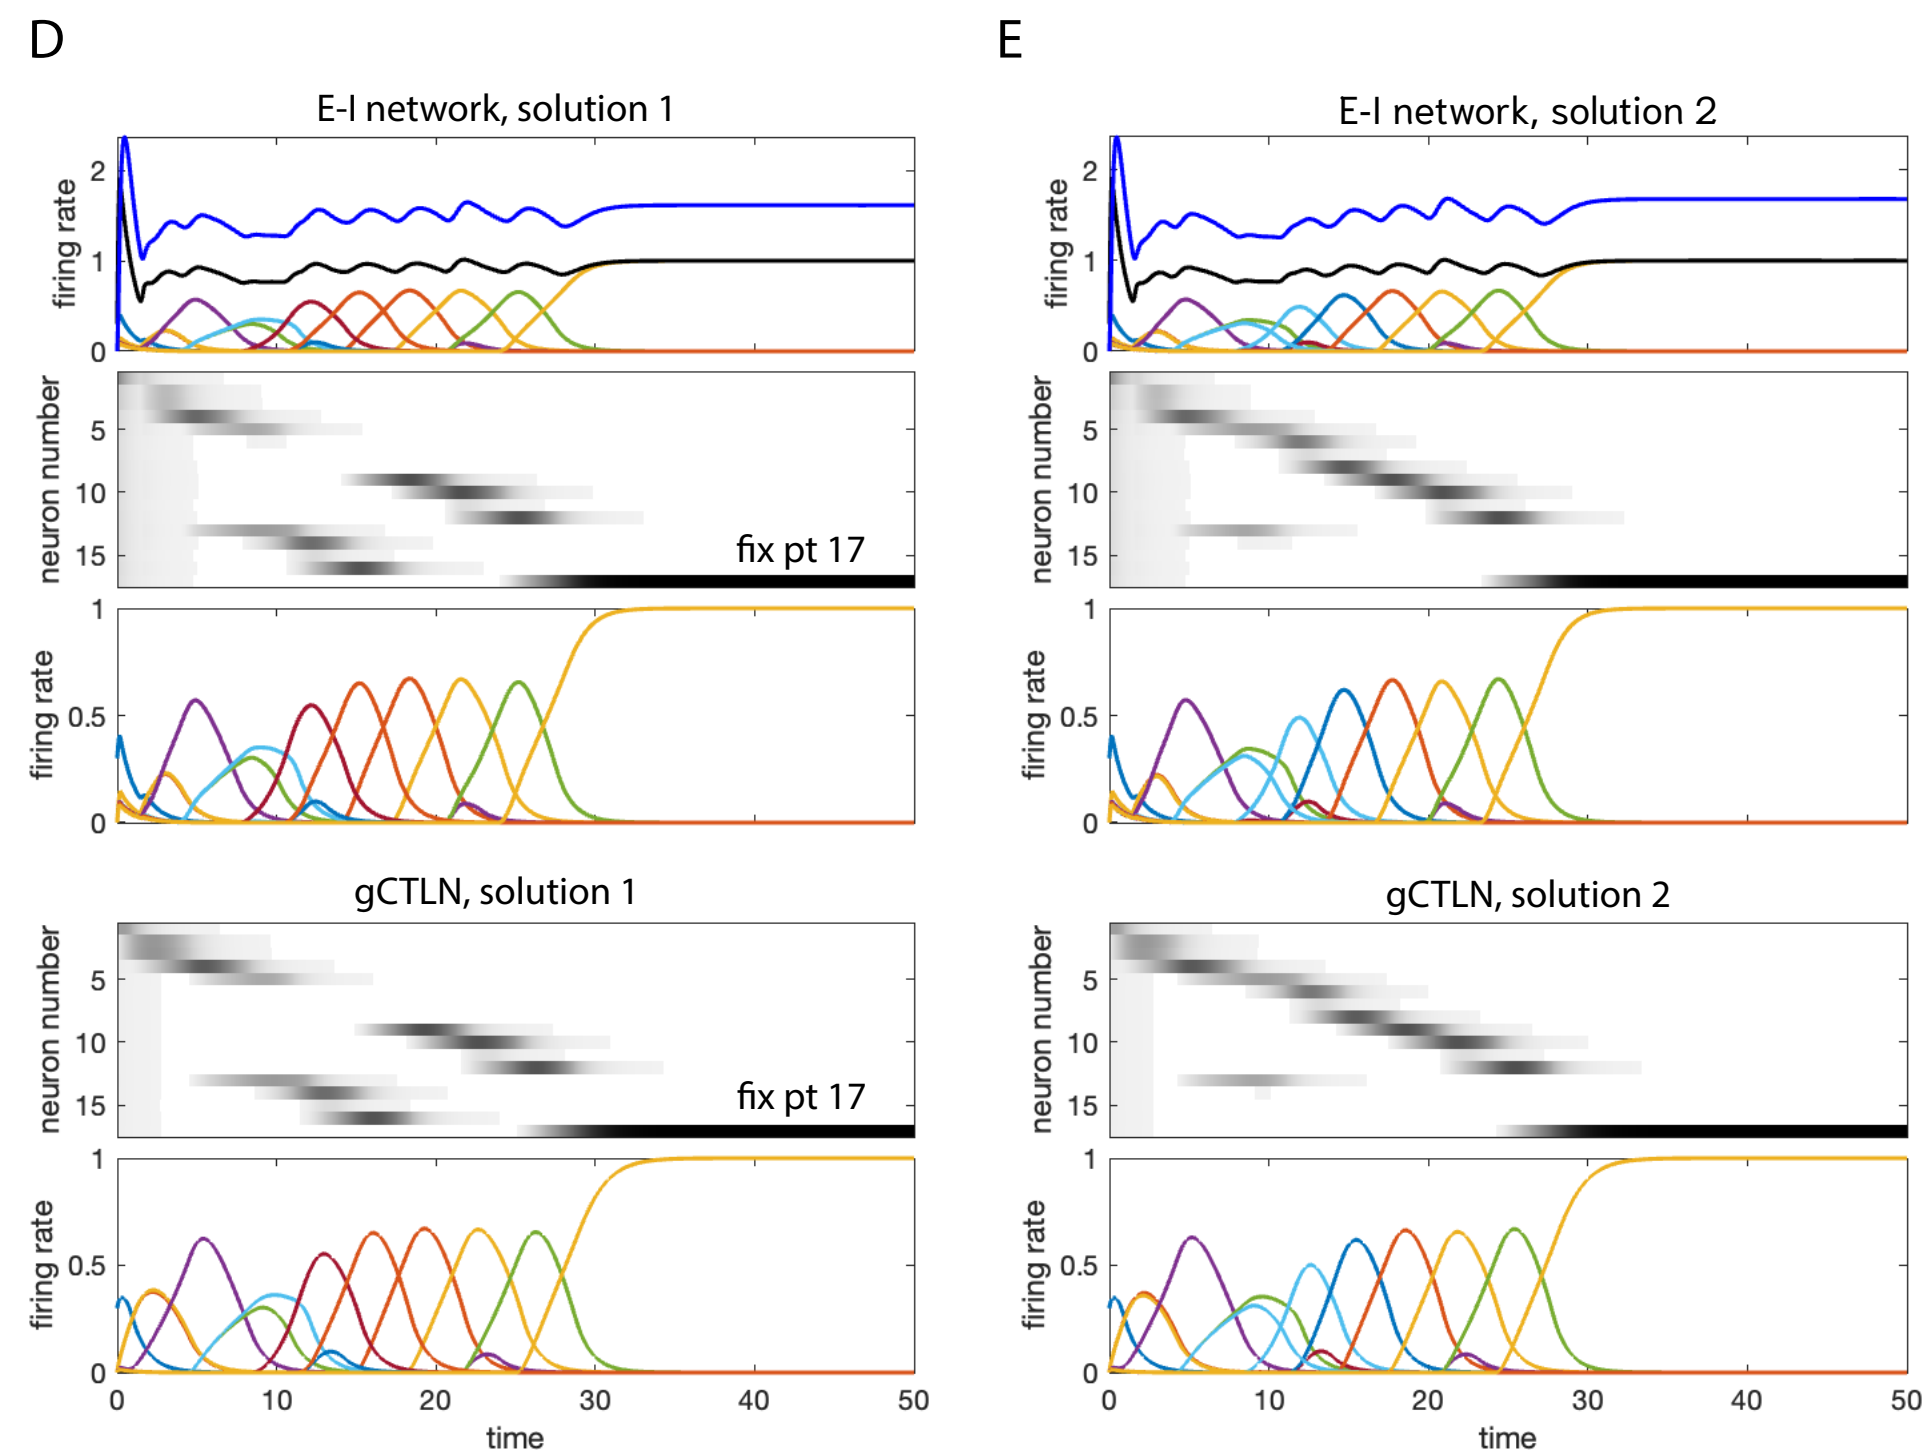 D
E-I network, solution 1
firing rate
2
1
0
neuron number
5
10
15
fix pt 17
firing rate
1
0.5
0
gCTLN, solution 1
neuron number
5
10
15
fix pt 17
firing rate
1
0.5
0
0 10 20 30 40 50
time
E
E-I network, solution 2
firing rate
2
1
0
neuron number
5
10
15
firing rate
1
0.5
0
gCTLN, solution 2
neuron number
5
10
15
firing rate
1
0.5
0
0 10 20 30 40 50
time